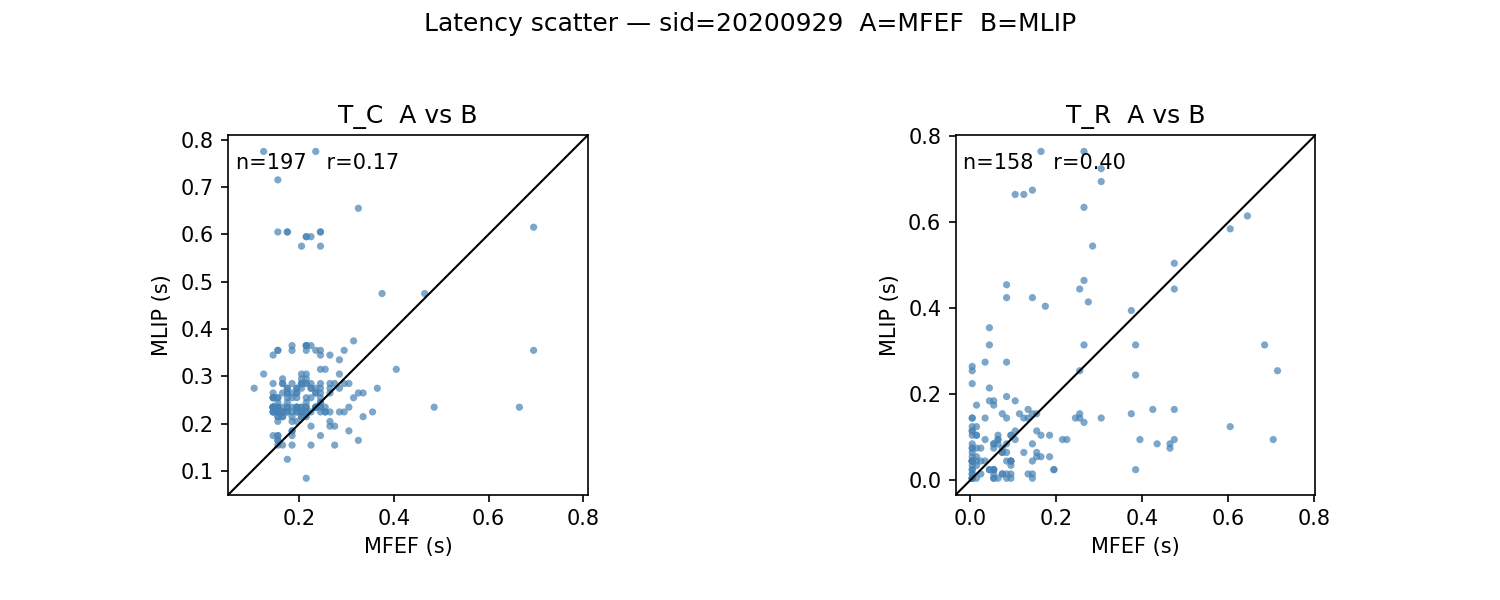 Latency scatter — sid=20200929  A=MFEF  B=MLIP
T_C  A vs B
n=197   r=0.17
0.8
0.7
0.6
0.5
0.4
0.3
0.2
0.1
MLIP (s)
0.2 0.4 0.6 0.8
MFEF (s)
T_R  A vs B
n=158   r=0.40
0.8
0.6
0.4
0.2
0.0
MLIP (s)
0.0 0.2 0.4 0.6 0.8
MFEF (s)